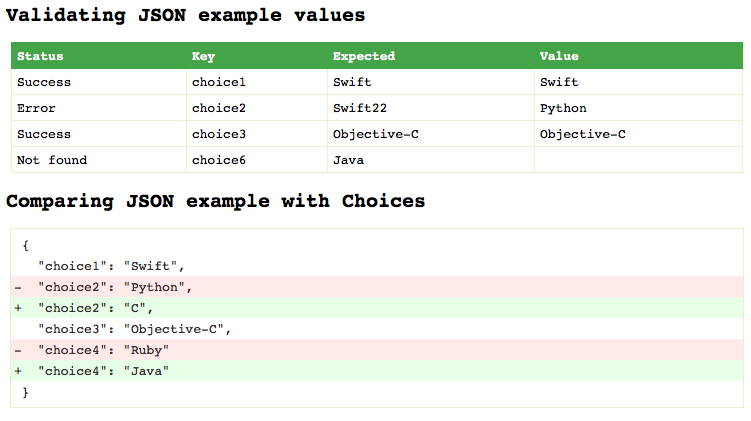 Validating JSON example values
Status Key Expected Value
Success choice1 Swift Swift
Error choice2 Swift22 Python
Success choice3 Objective-C Objective-C
Not found choice6 Java
Comparing JSON example with Choices
{
"choice1": "Swift",
- "choice2": "Python",
+ "choice2": "C",
"choice3": "Objective-C",
- "choice4": "Ruby"
+ "choice4": "Java"
}